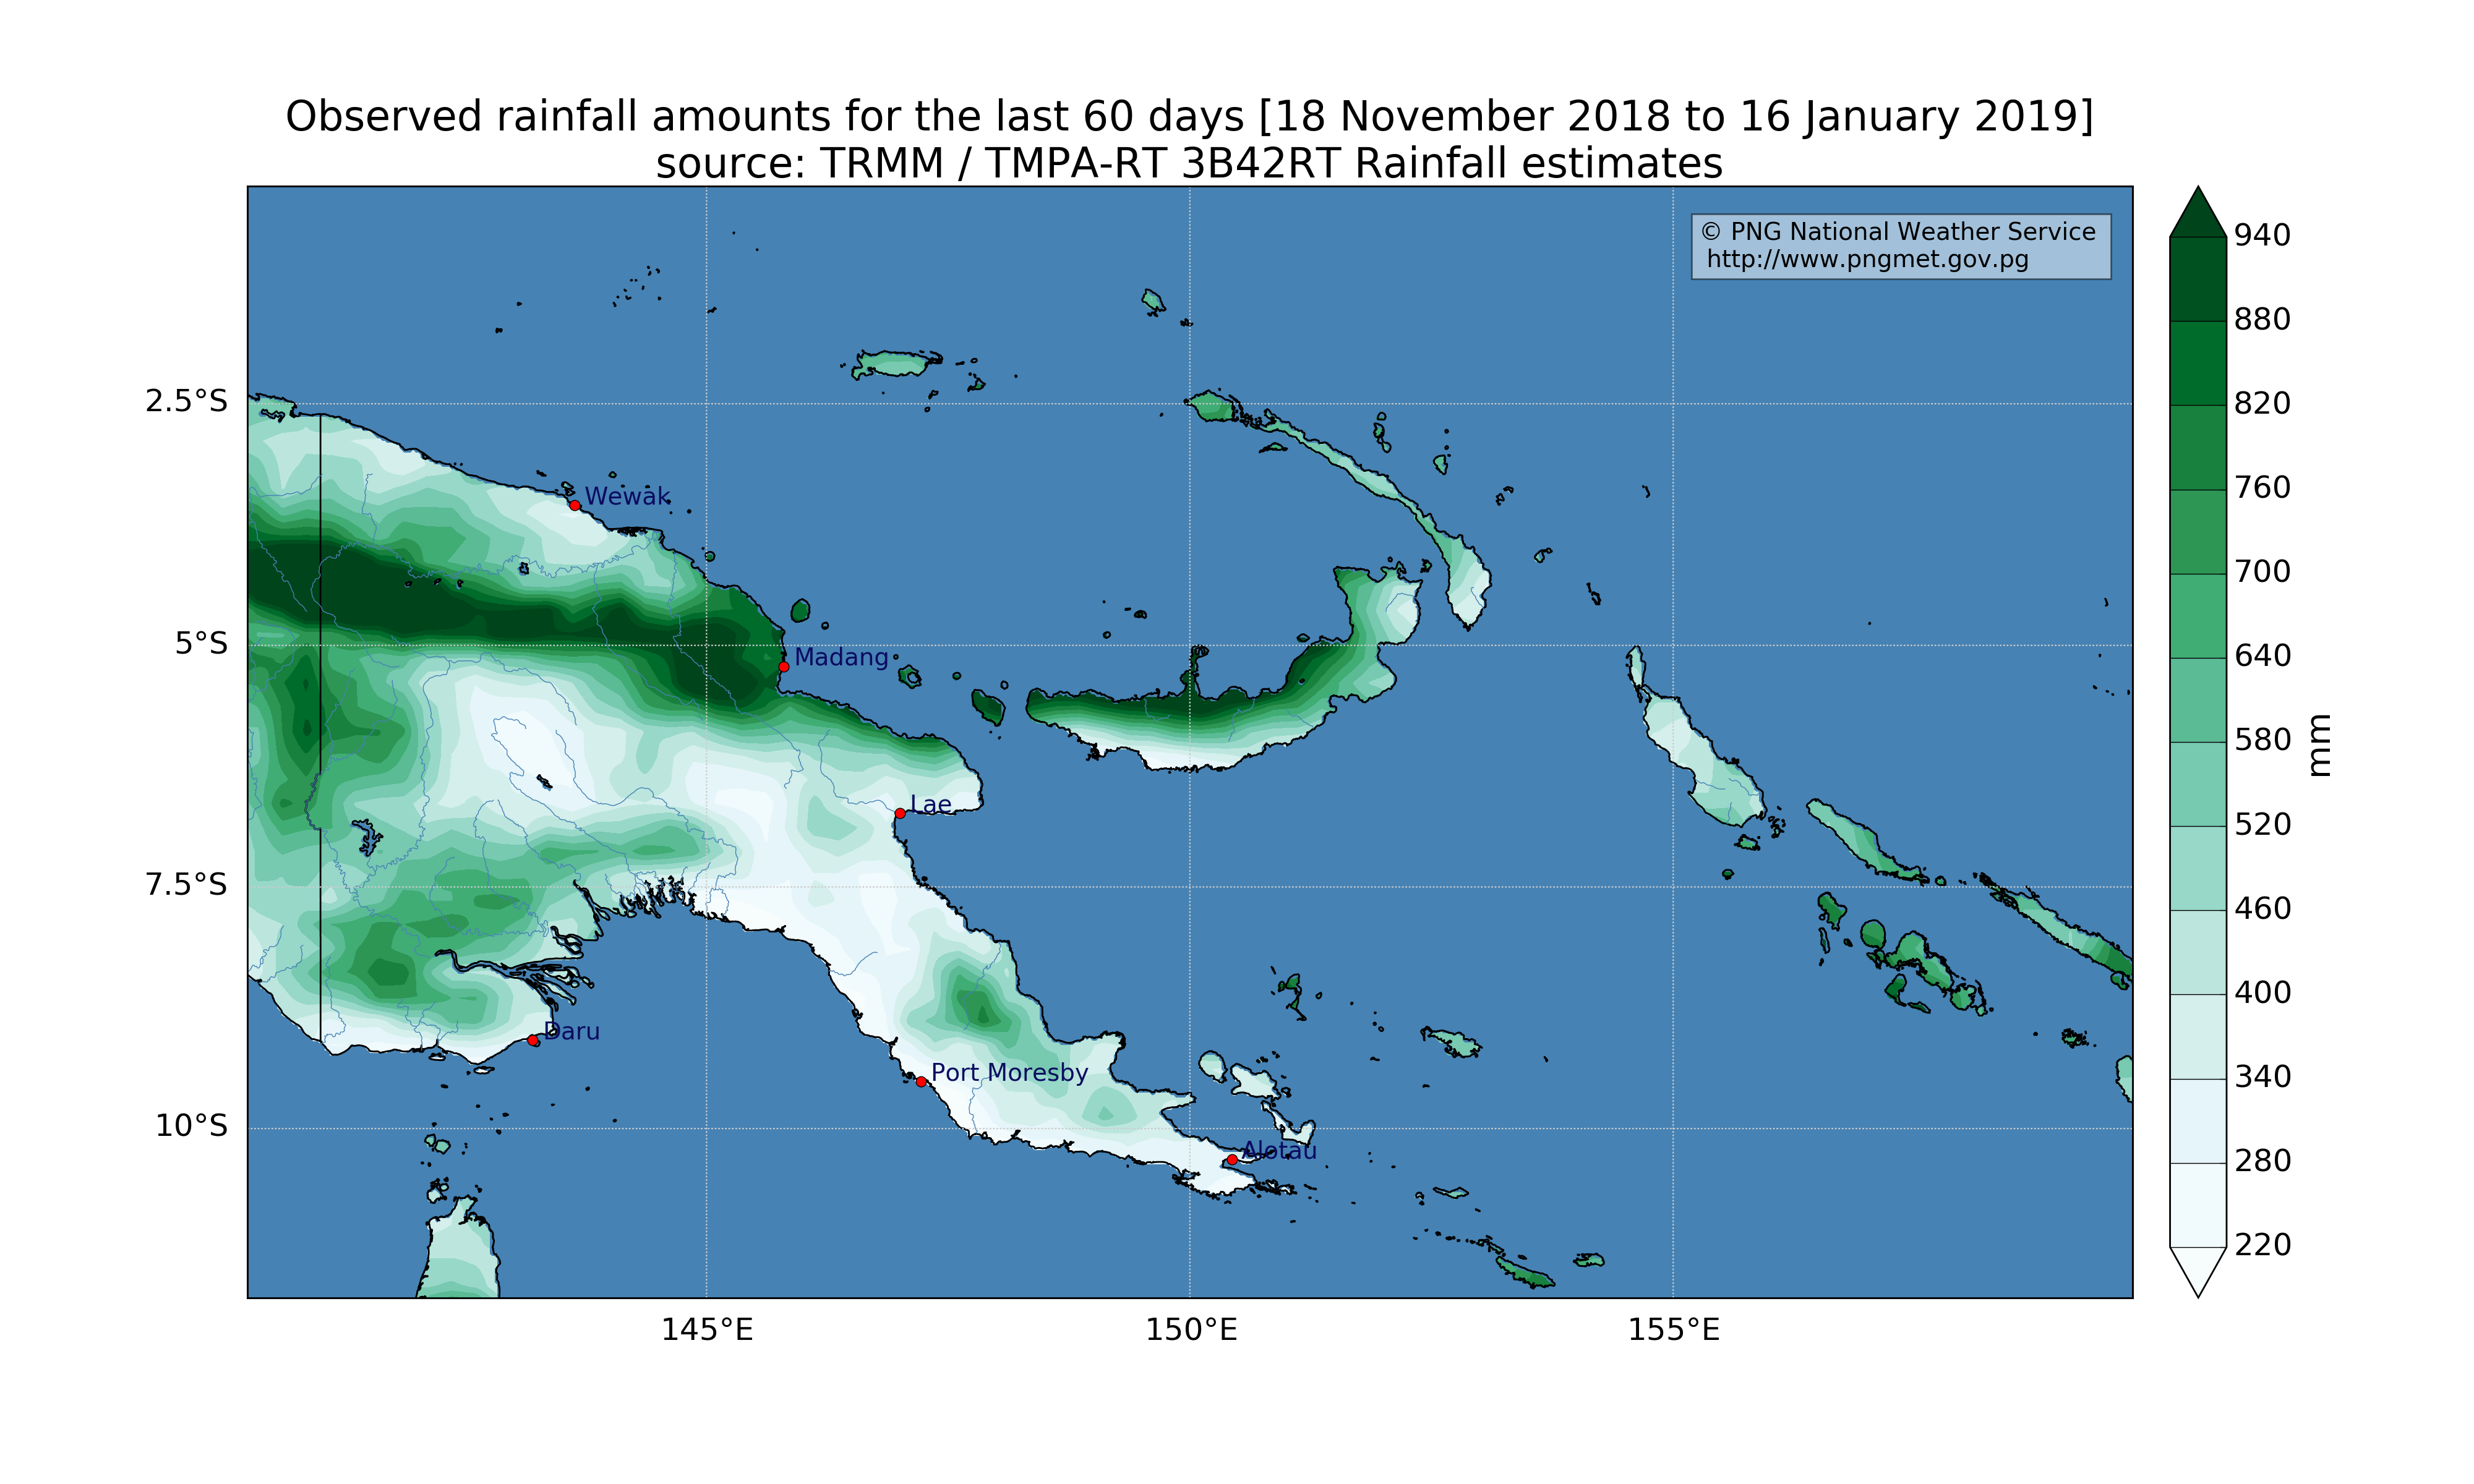 Observed rainfall amounts for the last 60 days [18 November 2018 to 16 January 2019]
source: TRMM / TMPA-RT 3B42RT Rainfall estimates
© PNG National Weather Service
http://www.pngmet.gov.pg
940
880
820
760
700
640
580
520
460
400
340
280
220
mm
2.5°S
5°S
7.5°S
10°S
Wewak
Madang
Lae
Daru
Port Moresby
Alotau
145°E
150°E
155°E